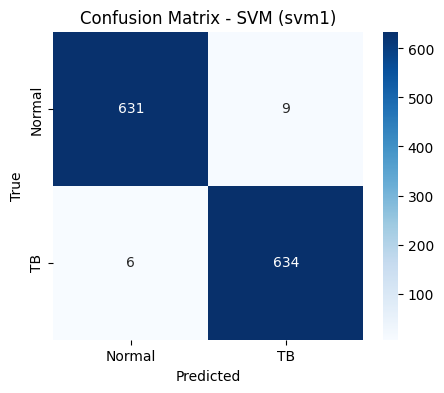 Confusion Matrix - SVM (svm1)
True
Normal
TB
631
9
6
634
Normal
TB
Predicted
600
500
400
300
200
100